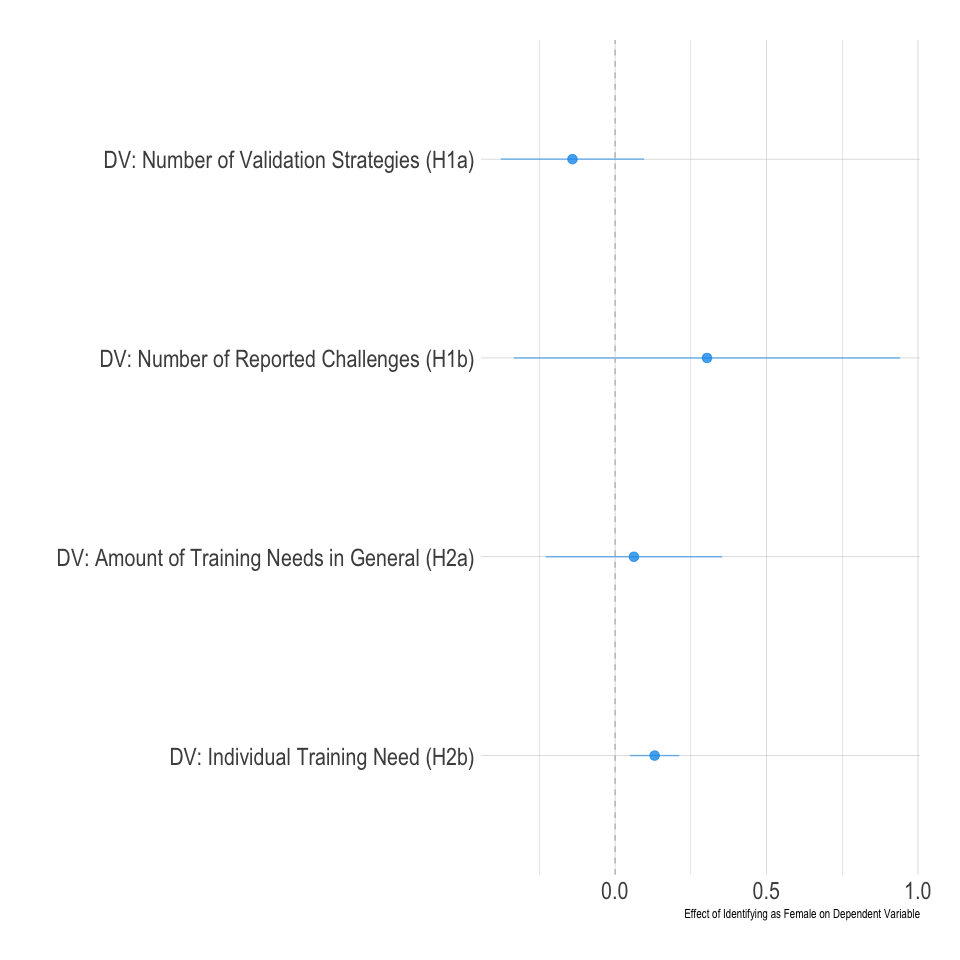 DV: Number of Validation Strategies (H1a)
DV: Number of Reported Challenges (H1b)
DV: Amount of Training Needs in General (H2a)
DV: Individual Training Need (H2b)
0.0 0.5 1.0
Effect of Identifying as Female on Dependent Variable